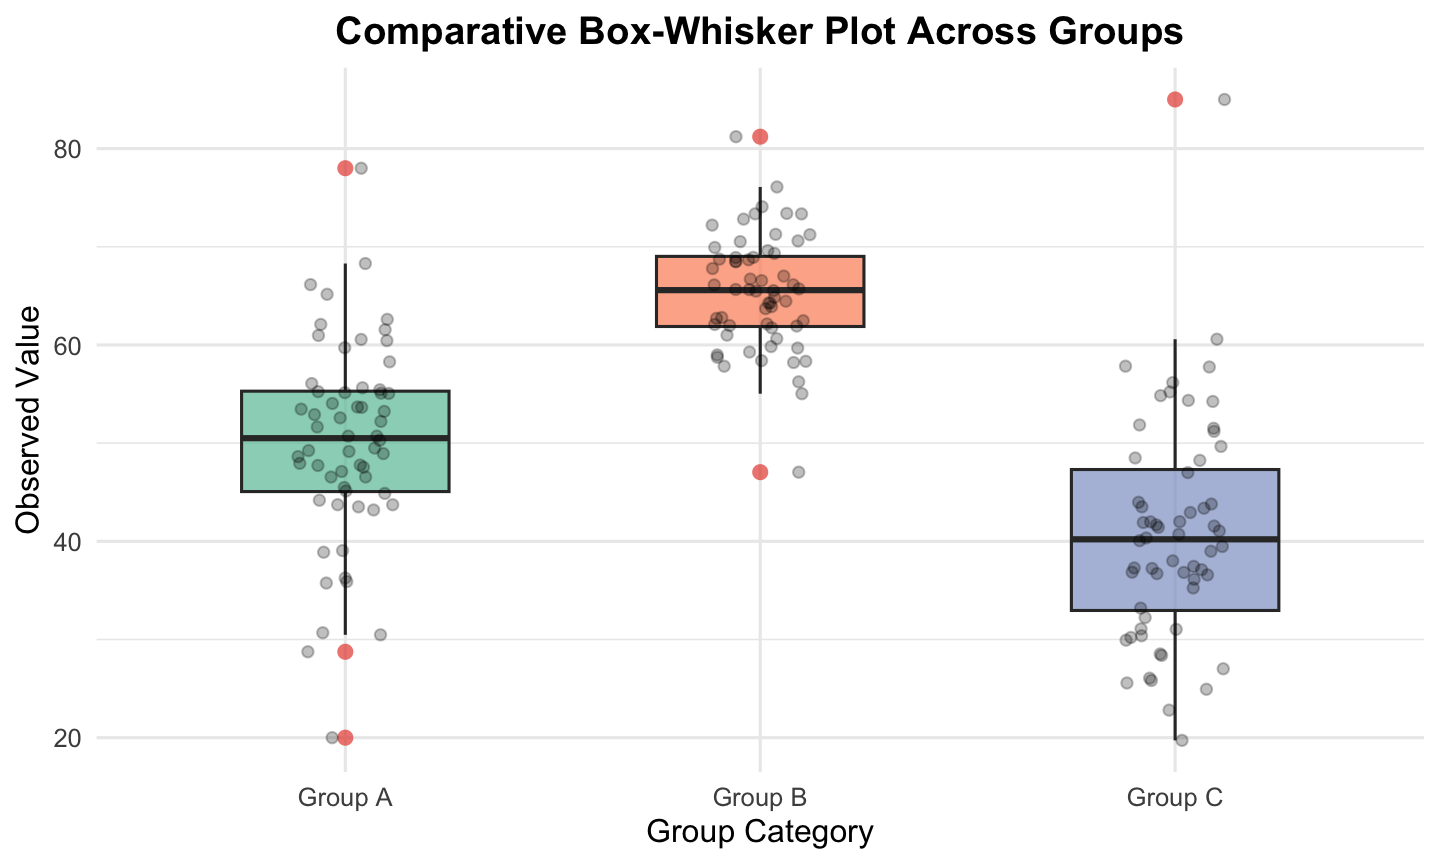 Comparative Box-Whisker Plot Across Groups
Observed Value
80
60
40
20
Group A
Group B
Group C
Group Category